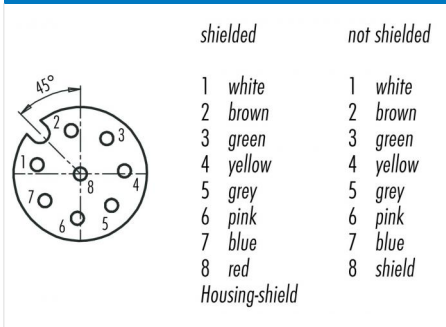 shielded not shielded
45°
1 white 1 white
2 brown 2 brown
3 green 3 green
4 yellow 4 yellow
5 grey 5 grey
6 pink 6 pink
7 blue 7 blue
8 red 8 shield
Housing-shield
2
3
1
4
8
7
6
5